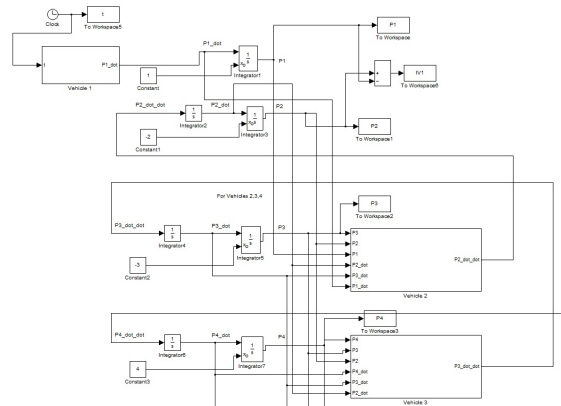 Clock
t
To Workspace5
t
P1_dot
Vehicle 1
P1_dot
1
Constant
xo
1
s
Integrator1
P1
P1
To Workspace
+
−
IV1
To Workspace6
P2_dot_dot
1
s
Integrator2
P2_dot
-2
Constant1
xo
1
s
Integrator3
P2
P2
To Workspace1
For Vehicles 2,3,4
P3_dot_dot
1
s
Integrator4
P3_dot
-3
Constant2
xo
1
s
Integrator5
P3
P3
To Workspace2
P3
P2
P1
P2_dot
P3_dot
P1_dot
P2_dot_dot
Vehicle 2
P4_dot_dot
1
s
Integrator6
P4_dot
4
Constant3
xo
1
s
Integrator7
P4
P4
To Workspace3
P4
P3
P2
P4_dot
P3_dot
P2_dot
P3_dot_dot
Vehicle 3